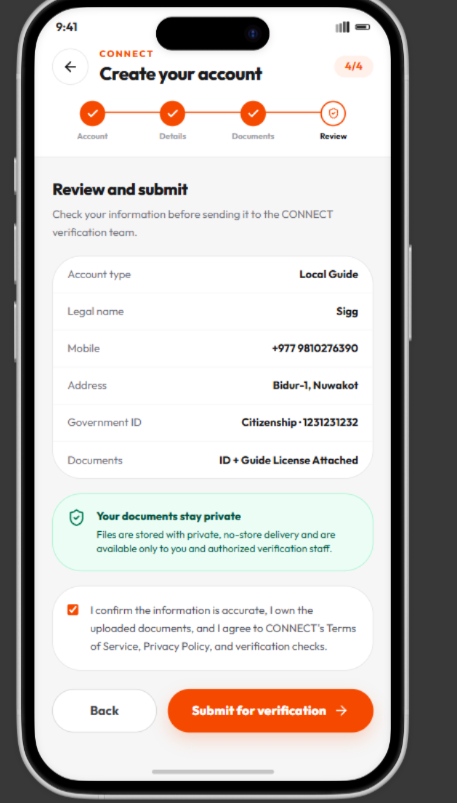 9:41
CONNECT
Create your account
4/4
Account Details Documents Review
Review and submit
Check your information before sending it to the CONNECT
verification team.
Account type Local Guide
Legal name Sigg
Mobile +977 9810276390
Address Bidur-1, Nuwakot
Government ID Citizenship · 1231231232
Documents ID + Guide License Attached
Your documents stay private
Files are stored with private, no-store delivery and are
available only to you and authorized verification staff.
I confirm the information is accurate, I own the
uploaded documents, and I agree to CONNECT's Terms
of Service, Privacy Policy, and verification checks.
Back Submit for verification →